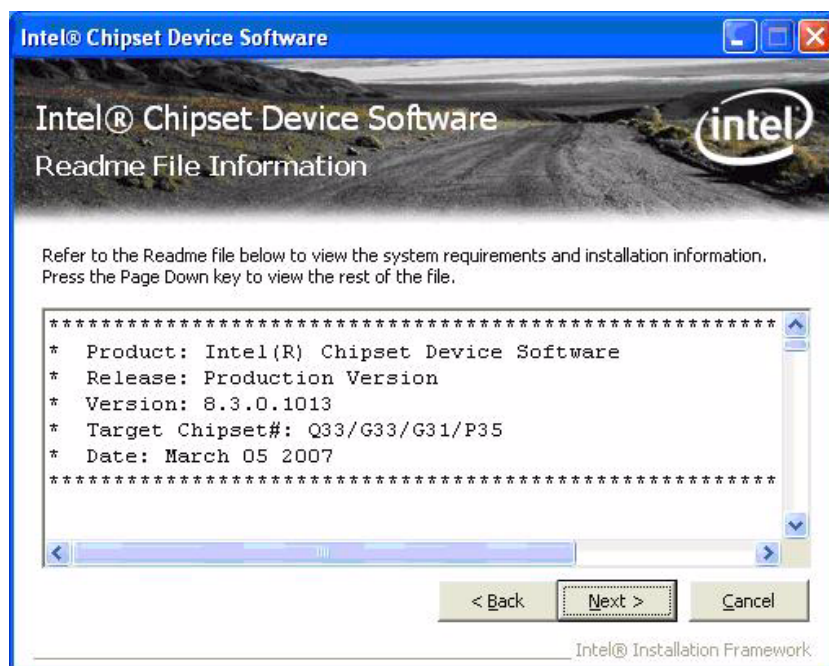 Intel® Chipset Device Software
Intel® Chipset Device Software
intel
Readme File Information
Refer to the Readme file below to view the system requirements and installation information.
Press the Page Down key to view the rest of the file.
********************************************************
* Product: Intel(R) Chipset Device Software
* Release: Production Version
* Version: 8.3.0.1013
* Target Chipset#: Q33/G33/G31/P35
* Date: March 05 2007
********************************************************
< Back Next > Cancel
Intel® Installation Framework